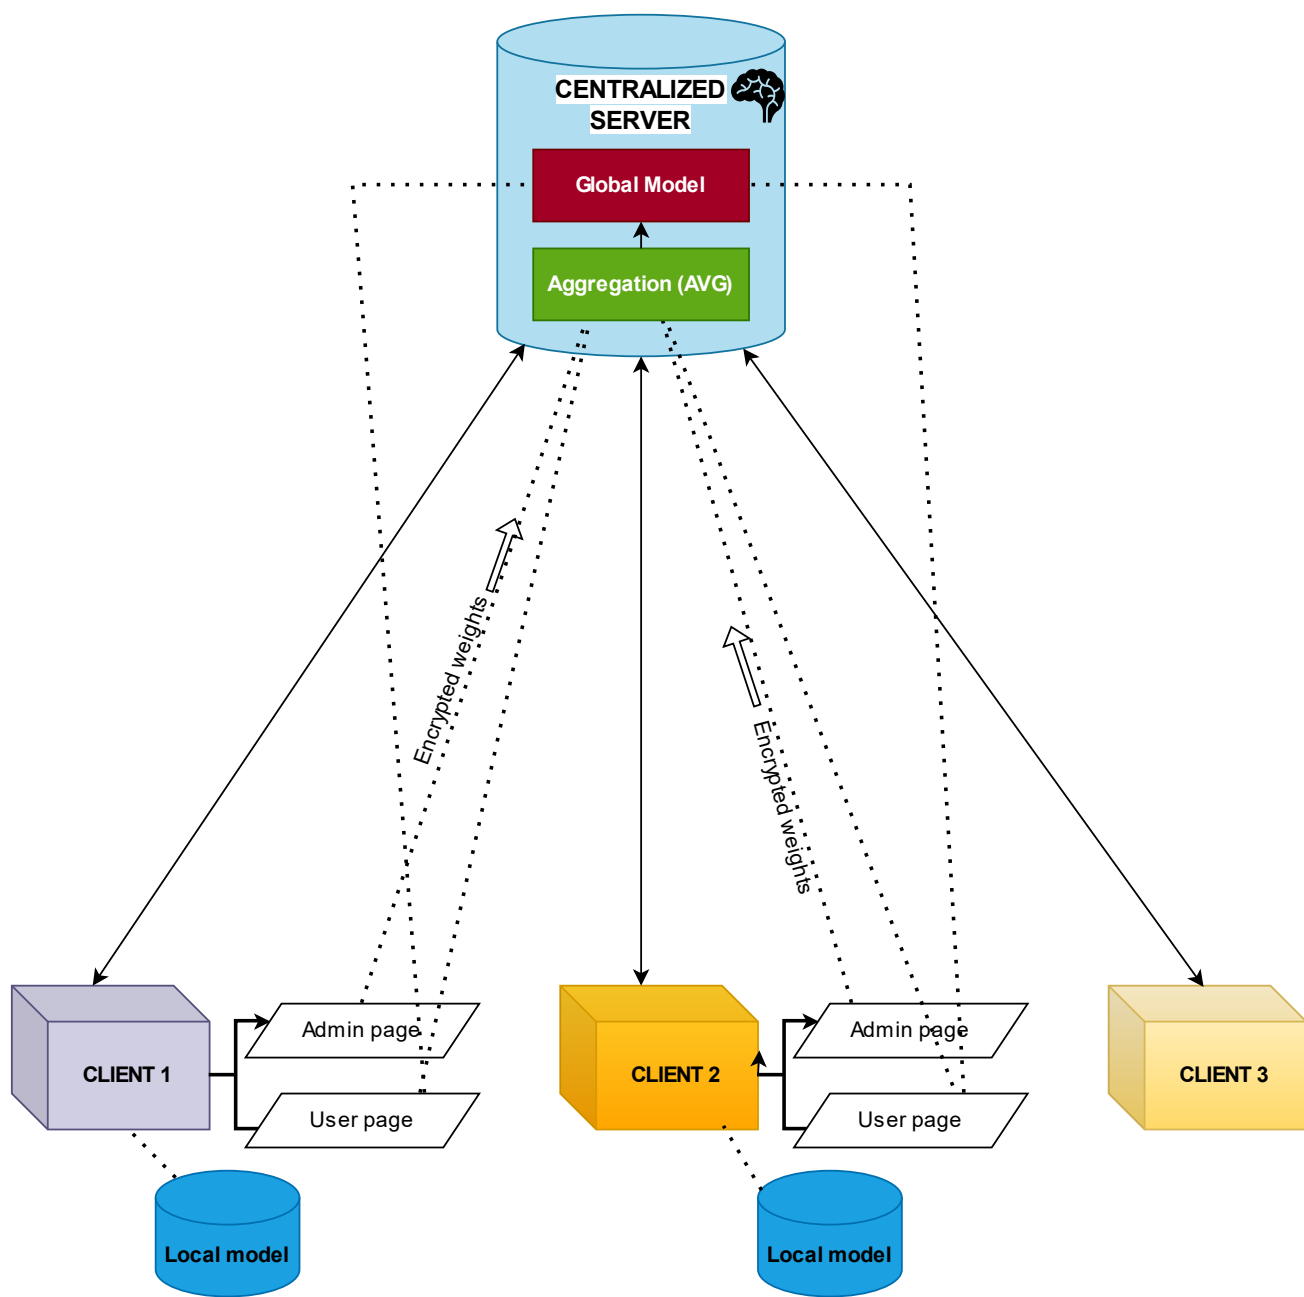 CENTRALIZED
SERVER
Global Model
Aggregation (AVG)
Encrypted weights
Encrypted weights
Admin page
Admin page
CLIENT 1
CLIENT 2
CLIENT 3
User page
User page
Local model
Local model